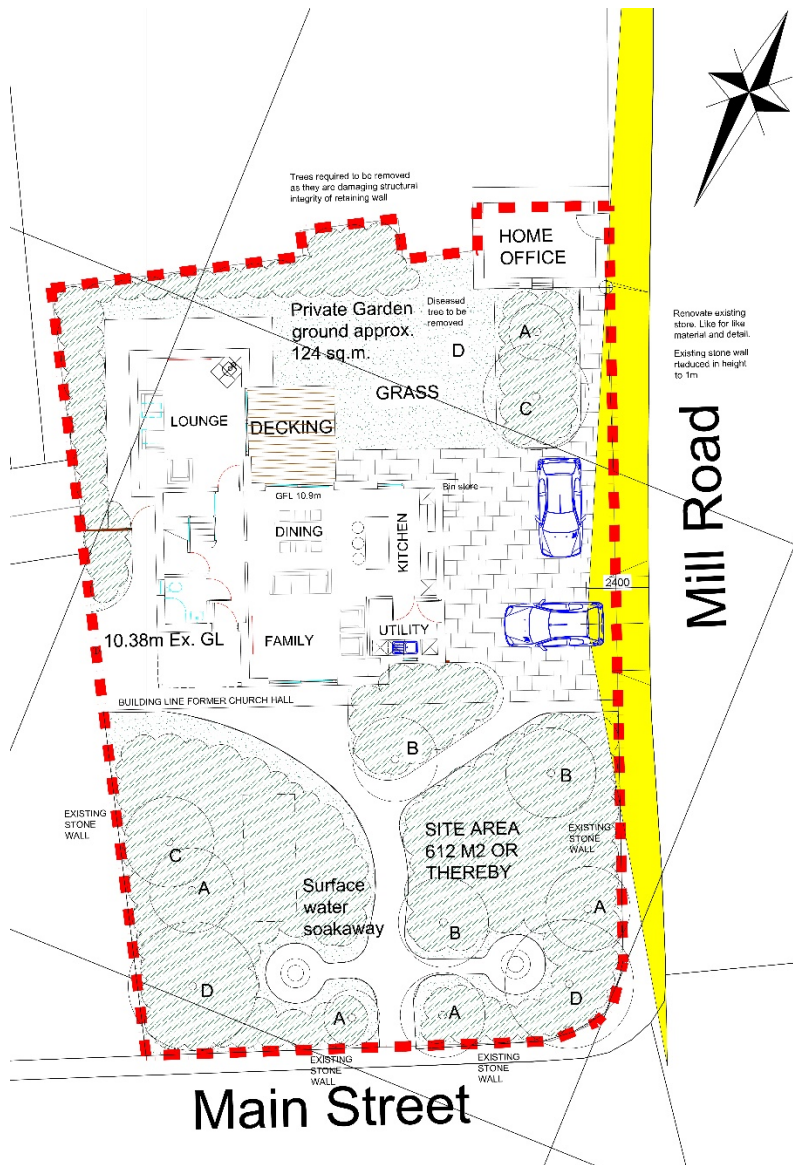 Trees required to be removed
as they are damaging structural
integrity of retaining wall
HOME
OFFICE
Private Garden
ground approx.
124 sq.m.
Diseased
tree to be
removed
D
A
C
GRASS
Renovate existing
store. Like for like
material and detail.
Existing stone wall
rteduced in height
to 1m
LOUNGE
DECKING
Mill Road
GFL 10.9m
Bin store
DINING
KITCHEN
2400
10.38m Ex. GL
FAMILY
UTILITY
BUILDING LINE FORMER CHURCH HALL
B
B
EXISTING
STONE
WALL
SITE AREA
612 M2 OR
THEREBY
EXISTING
STONE
WALL
C
A
Surface
water
soakaway
B
A
D
A
A
D
EXISTING
STONE
WALL
EXISTING
STONE
WALL
Main Street